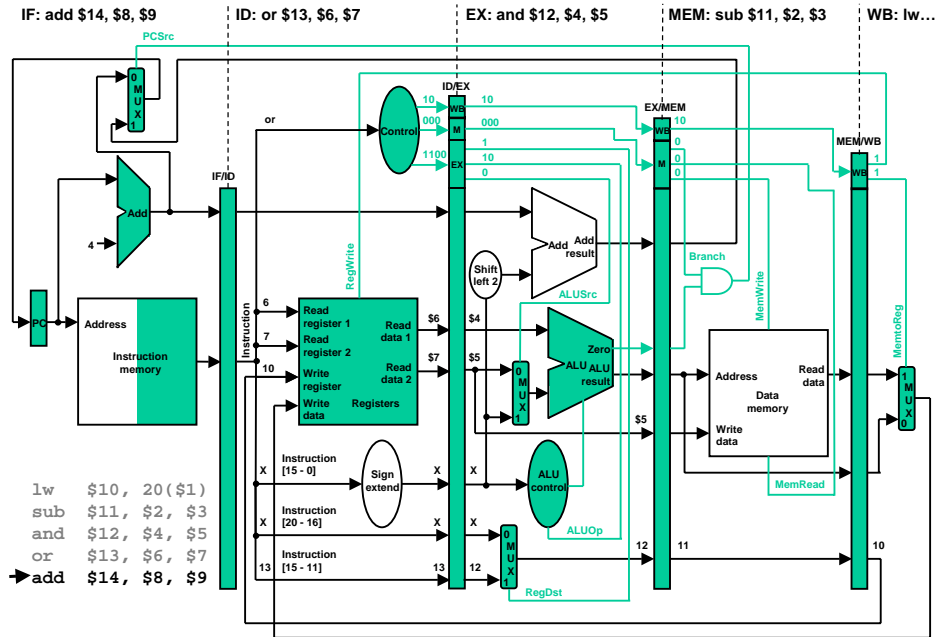 IF: add $14, $8, $9
ID: or $13, $6, $7
EX: and $12, $4, $5
MEM: sub $11, $2, $3
WB: lw…
PCSrc
0
M
U
X
1
Add
4
PC
Address
Instruction
memory
IF/ID
Instruction
or
Control
10
000
1100
RegWrite
6
7
10
Read
register 1
Read
register 2
Write
register
Write
data
Registers
Read
data 1
Read
data 2
$6
$7
X
Instruction
[15 - 0]
Sign
extend
X
X
Instruction
[20 - 16]
X
13
Instruction
[15 - 11]
13
ID/EX
WB
M
EX
10
000
1
10
0
Shift
left 2
Add
Add
result
ALUSrc
$4
$5
0
M
U
X
1
Zero
ALU
ALU
result
X
ALU
control
ALUOp
X
12
0
M
U
X
1
RegDst
$5
12
EX/MEM
WB
M
10
0
0
0
Branch
MemWrite
Address
Read
data
Data
memory
Write
data
MemRead
11
MEM/WB
WB
1
1
MemtoReg
1
M
U
X
0
10
lw $10, 20($1)
sub $11, $2, $3
and $12, $4, $5
or $13, $6, $7
add $14, $8, $9